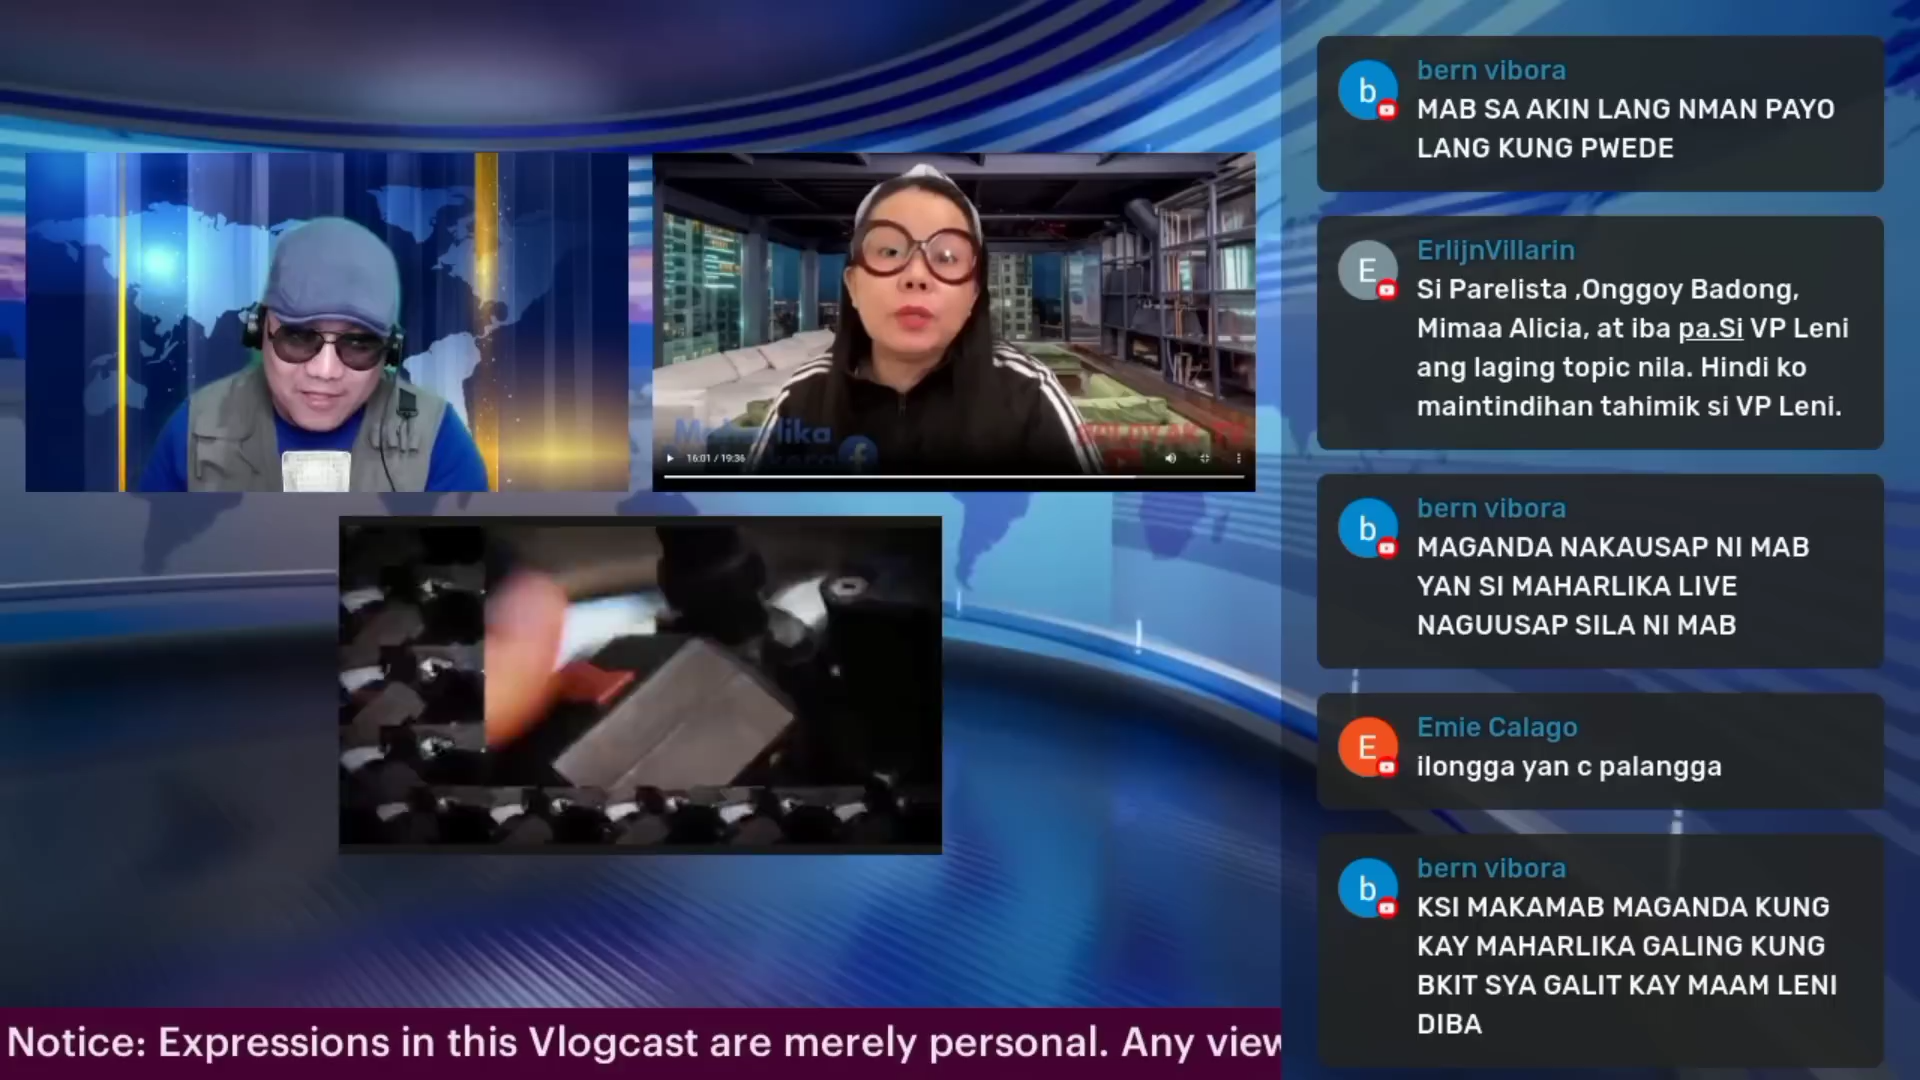 bern vibora
MAB SA AKIN LANG NMAN PAYO
LANG KUNG PWEDE
ErlijnVillarin
Si Parelista ,Onggoy Badong,
Mimaa Alicia, at iba pa.Si VP Leni
ang laging topic nila. Hindi ko
maintindihan tahimik si VP Leni.
bern vibora
MAGANDA NAKAUSAP NI MAB
YAN SI MAHARLIKA LIVE
NAGUUSAP SILA NI MAB
Emie Calago
ilongga yan c palangga
bern vibora
KSI MAKAMAB MAGANDA KUNG
KAY MAHARLIKA GALING KUNG
BKIT SYA GALIT KAY MAAM LENI
DIBA
16:01 / 19:36
Notice: Expressions in this Vlogcast are merely personal. Any view